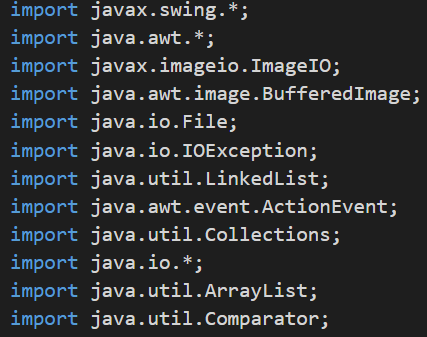 import javax.swing.*;
import java.awt.*;
import javax.imageio.ImageIO;
import java.awt.image.BufferedImage;
import java.io.File;
import java.io.IOException;
import java.util.LinkedList;
import java.awt.event.ActionEvent;
import java.util.Collections;
import java.io.*;
import java.util.ArrayList;
import java.util.Comparator;